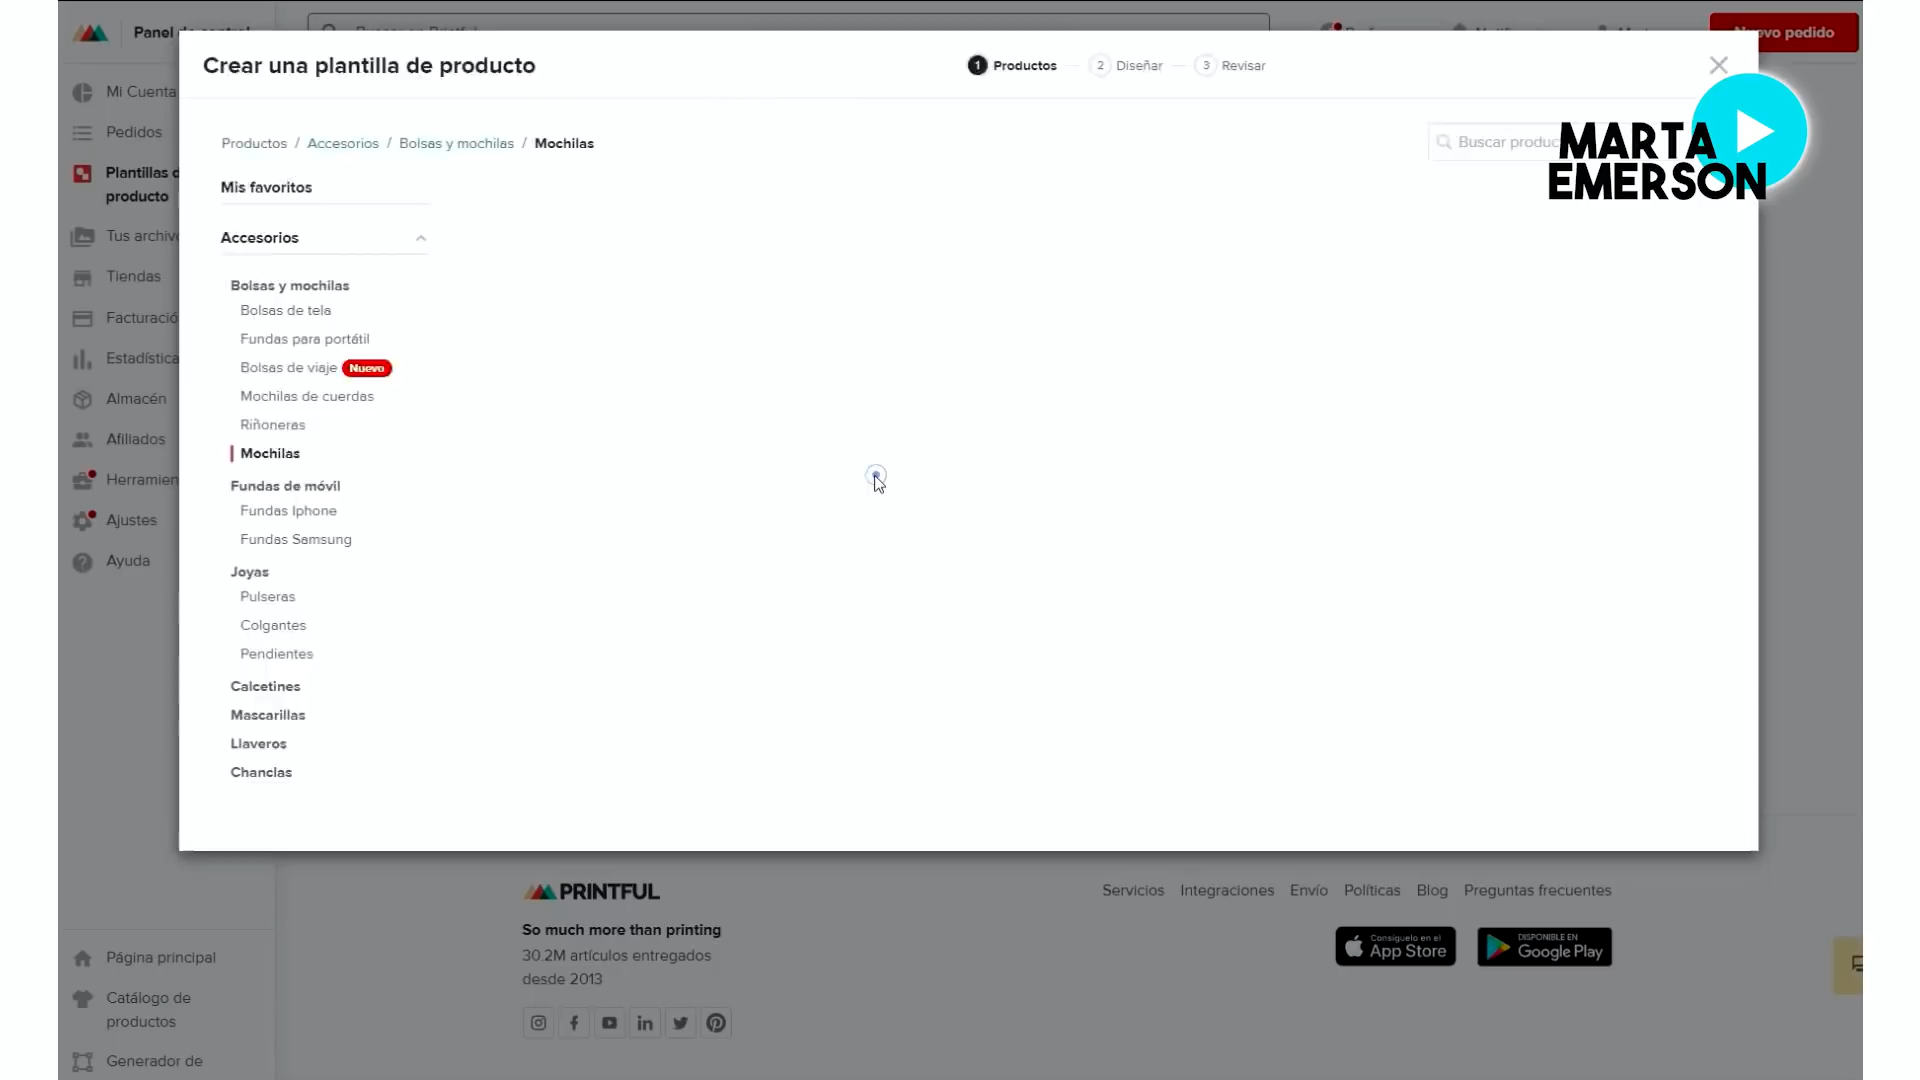 Panel de control
Nuevo pedido
Crear una plantilla de producto
1 Productos
2 Diseñar
3 Revisar
MARTA
EMERSON
Mi Cuenta
Pedidos
Plantillas d
producto
Tus archiv
Tiendas
Facturació
Estadística
Almacén
Afiliados
Herramien
Ajustes
Ayuda
Página principal
Catálogo de
productos
Generador de
Productos / Accesorios / Bolsas y mochilas / Mochilas
Buscar produc
Mis favoritos
Accesorios
Bolsas y mochilas
Bolsas de tela
Fundas para portátil
Bolsas de viaje Nuevo
Mochilas de cuerdas
Riñoneras
Mochilas
Fundas de móvil
Fundas Iphone
Fundas Samsung
Joyas
Pulseras
Colgantes
Pendientes
Calcetines
Mascarillas
Llaveros
Chanclas
PRINTFUL
So much more than printing
30.2M artículos entregados
desde 2013
Servicios Integraciones Envío Políticas Blog Preguntas frecuentes
Consíguelo en el
App Store
DISPONIBLE EN
Google Play